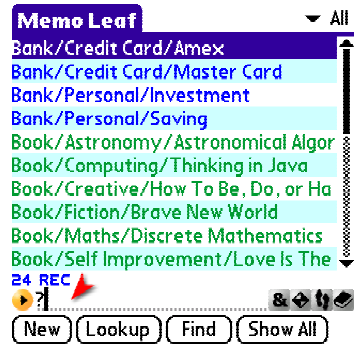 Memo Leaf
All
Bank/Credit Card/Amex
Bank/Credit Card/Master Card
Bank/Personal/Investment
Bank/Personal/Saving
Book/Astronomy/Astronomical Algor
Book/Computing/Thinking in Java
Book/Creative/How To Be, Do, or Ha
Book/Fiction/Brave New World
Book/Maths/Discrete Mathematics
Book/Self Improvement/Love Is The
24 REC
? &
New Lookup Find Show All